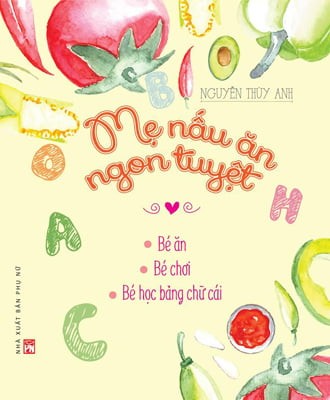 NGUYỄN THỤY ANH
Mẹ nấu ăn
ngon tuyệt
• Bé ăn
• Bé chơi
• Bé học bảng chữ cái
B
O
A
H
C
NHÀ XUẤT BẢN PHỤ NỮ